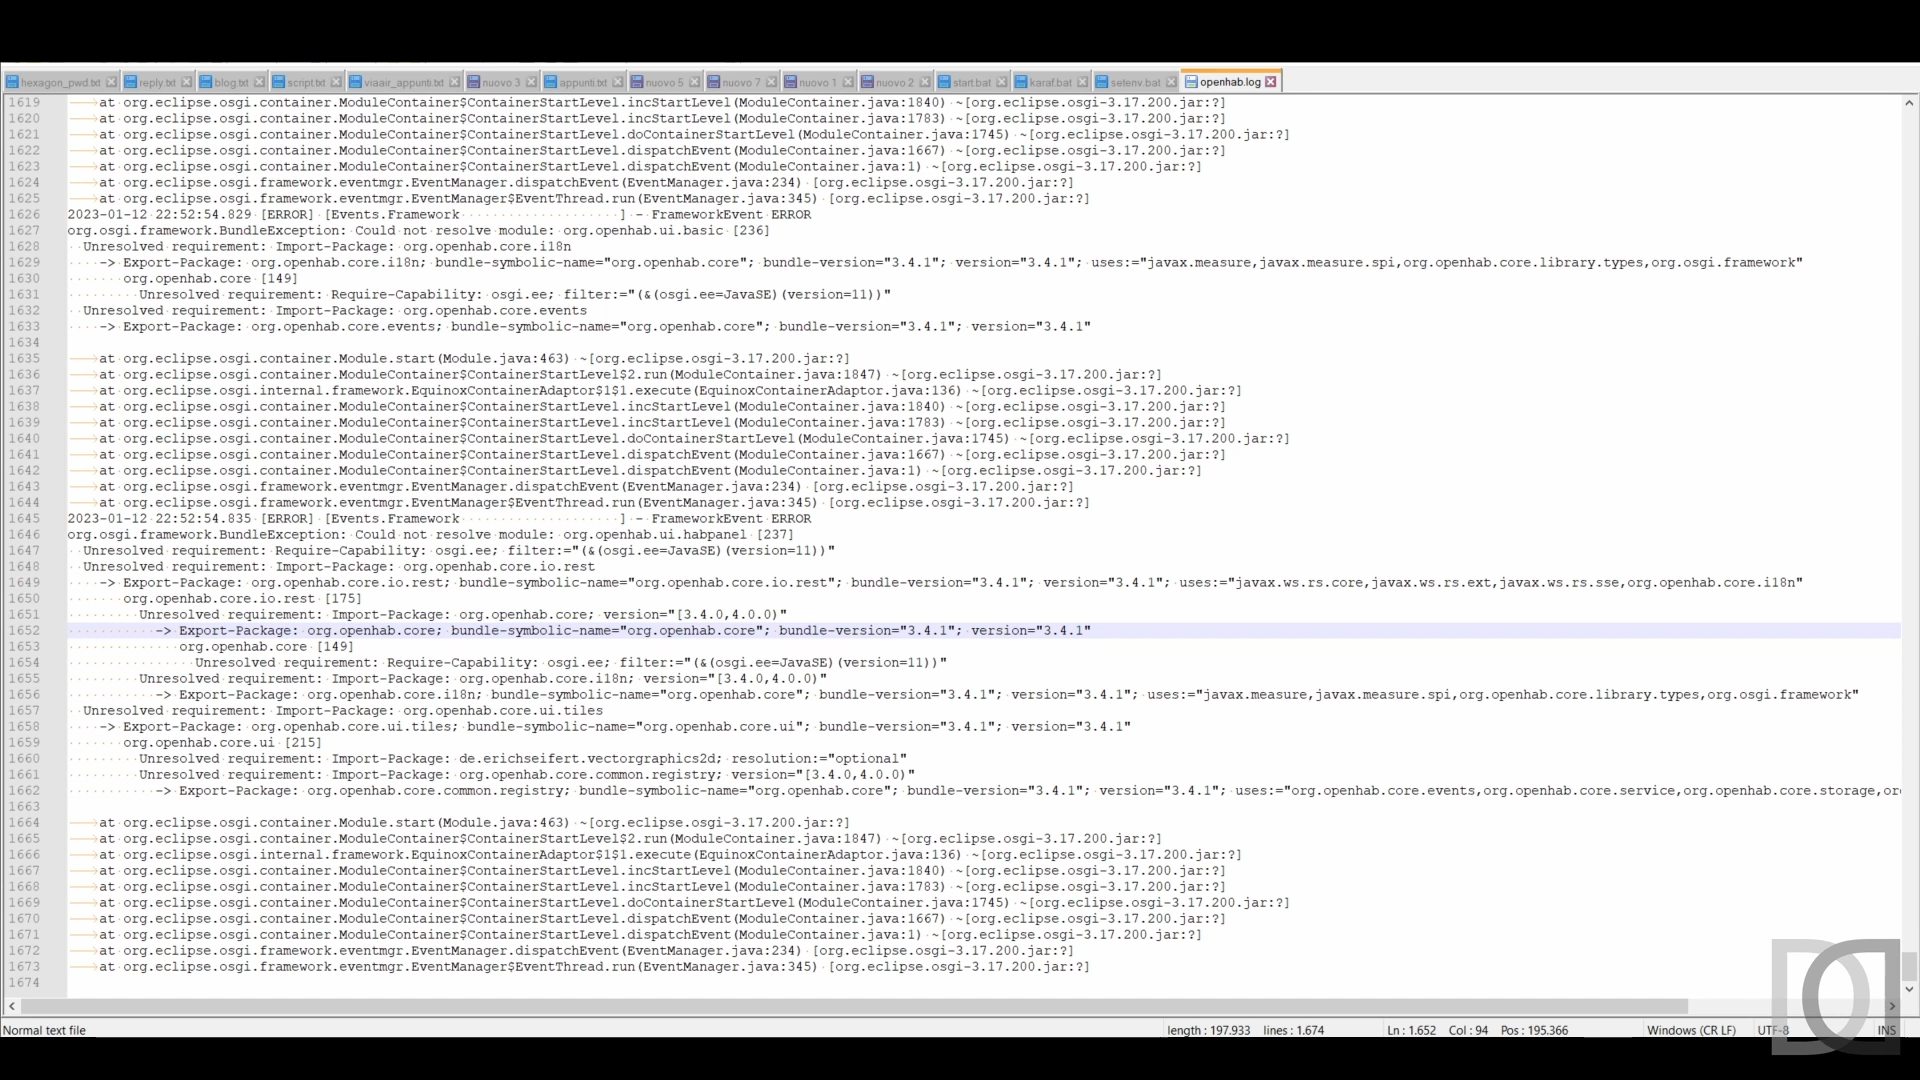 hexagon_pwd.txt reply.txt blog.txt script.txt viaair_appunti.txt nuovo 3 appunti.txt nuovo 5 nuovo 7 nuovo 1 nuovo 2 start.bat karaf.bat setenv.bat openhab.log
1619 at org.eclipse.osgi.container.ModuleContainer$ContainerStartLevel.incStartLevel(ModuleContainer.java:1840) ~[org.eclipse.osgi-3.17.200.jar:?]
1620 at org.eclipse.osgi.container.ModuleContainer$ContainerStartLevel.incStartLevel(ModuleContainer.java:1783) ~[org.eclipse.osgi-3.17.200.jar:?]
1621 at org.eclipse.osgi.container.ModuleContainer$ContainerStartLevel.doContainerStartLevel(ModuleContainer.java:1745) ~[org.eclipse.osgi-3.17.200.jar:?]
1622 at org.eclipse.osgi.container.ModuleContainer$ContainerStartLevel.dispatchEvent(ModuleContainer.java:1667) ~[org.eclipse.osgi-3.17.200.jar:?]
1623 at org.eclipse.osgi.container.ModuleContainer$ContainerStartLevel.dispatchEvent(ModuleContainer.java:1) ~[org.eclipse.osgi-3.17.200.jar:?]
1624 at org.eclipse.osgi.framework.eventmgr.EventManager.dispatchEvent(EventManager.java:234) [org.eclipse.osgi-3.17.200.jar:?]
1625 at org.eclipse.osgi.framework.eventmgr.EventManager$EventThread.run(EventManager.java:345) [org.eclipse.osgi-3.17.200.jar:?]
1626 2023-01-12 22:52:54.829 [ERROR] [Events.Framework ] - FrameworkEvent ERROR
1627 org.osgi.framework.BundleException: Could not resolve module: org.openhab.ui.basic [236]
1628 Unresolved requirement: Import-Package: org.openhab.core.i18n
1629 -> Export-Package: org.openhab.core.i18n; bundle-symbolic-name="org.openhab.core"; bundle-version="3.4.1"; version="3.4.1"; uses:="javax.measure,javax.measure.spi,org.openhab.core.library.types,org.osgi.framework"
1630 org.openhab.core [149]
1631 Unresolved requirement: Require-Capability: osgi.ee; filter:="(&(osgi.ee=JavaSE)(version=11))"
1632 Unresolved requirement: Import-Package: org.openhab.core.events
1633 -> Export-Package: org.openhab.core.events; bundle-symbolic-name="org.openhab.core"; bundle-version="3.4.1"; version="3.4.1"
1634
1635 at org.eclipse.osgi.container.Module.start(Module.java:463) ~[org.eclipse.osgi-3.17.200.jar:?]
1636 at org.eclipse.osgi.container.ModuleContainer$ContainerStartLevel$2.run(ModuleContainer.java:1847) ~[org.eclipse.osgi-3.17.200.jar:?]
1637 at org.eclipse.osgi.internal.framework.EquinoxContainerAdaptor$1$1.execute(EquinoxContainerAdaptor.java:136) ~[org.eclipse.osgi-3.17.200.jar:?]
1638 at org.eclipse.osgi.container.ModuleContainer$ContainerStartLevel.incStartLevel(ModuleContainer.java:1840) ~[org.eclipse.osgi-3.17.200.jar:?]
1639 at org.eclipse.osgi.container.ModuleContainer$ContainerStartLevel.incStartLevel(ModuleContainer.java:1783) ~[org.eclipse.osgi-3.17.200.jar:?]
1640 at org.eclipse.osgi.container.ModuleContainer$ContainerStartLevel.doContainerStartLevel(ModuleContainer.java:1745) ~[org.eclipse.osgi-3.17.200.jar:?]
1641 at org.eclipse.osgi.container.ModuleContainer$ContainerStartLevel.dispatchEvent(ModuleContainer.java:1667) ~[org.eclipse.osgi-3.17.200.jar:?]
1642 at org.eclipse.osgi.container.ModuleContainer$ContainerStartLevel.dispatchEvent(ModuleContainer.java:1) ~[org.eclipse.osgi-3.17.200.jar:?]
1643 at org.eclipse.osgi.framework.eventmgr.EventManager.dispatchEvent(EventManager.java:234) [org.eclipse.osgi-3.17.200.jar:?]
1644 at org.eclipse.osgi.framework.eventmgr.EventManager$EventThread.run(EventManager.java:345) [org.eclipse.osgi-3.17.200.jar:?]
1645 2023-01-12 22:52:54.835 [ERROR] [Events.Framework ] - FrameworkEvent ERROR
1646 org.osgi.framework.BundleException: Could not resolve module: org.openhab.ui.habpanel [237]
1647 Unresolved requirement: Require-Capability: osgi.ee; filter:="(&(osgi.ee=JavaSE)(version=11))"
1648 Unresolved requirement: Import-Package: org.openhab.core.io.rest
1649 -> Export-Package: org.openhab.core.io.rest; bundle-symbolic-name="org.openhab.core.io.rest"; bundle-version="3.4.1"; version="3.4.1"; uses:="javax.ws.rs.core,javax.ws.rs.ext,javax.ws.rs.sse,org.openhab.core.i18n"
1650 org.openhab.core.io.rest [175]
1651 Unresolved requirement: Import-Package: org.openhab.core; version="[3.4.0,4.0.0)"
1652 -> Export-Package: org.openhab.core; bundle-symbolic-name="org.openhab.core"; bundle-version="3.4.1"; version="3.4.1"
1653 org.openhab.core [149]
1654 Unresolved requirement: Require-Capability: osgi.ee; filter:="(&(osgi.ee=JavaSE)(version=11))"
1655 Unresolved requirement: Import-Package: org.openhab.core.i18n; version="[3.4.0,4.0.0)"
1656 -> Export-Package: org.openhab.core.i18n; bundle-symbolic-name="org.openhab.core"; bundle-version="3.4.1"; version="3.4.1"; uses:="javax.measure,javax.measure.spi,org.openhab.core.library.types,org.osgi.framework"
1657 Unresolved requirement: Import-Package: org.openhab.core.ui.tiles
1658 -> Export-Package: org.openhab.core.ui.tiles; bundle-symbolic-name="org.openhab.core.ui"; bundle-version="3.4.1"; version="3.4.1"
1659 org.openhab.core.ui [215]
1660 Unresolved requirement: Import-Package: de.erichseifert.vectorgraphics2d; resolution:="optional"
1661 Unresolved requirement: Import-Package: org.openhab.core.common.registry; version="[3.4.0,4.0.0)"
1662 -> Export-Package: org.openhab.core.common.registry; bundle-symbolic-name="org.openhab.core"; bundle-version="3.4.1"; version="3.4.1"; uses:="org.openhab.core.events,org.openhab.core.service,org.openhab.core.storage,or
1663
1664 at org.eclipse.osgi.container.Module.start(Module.java:463) ~[org.eclipse.osgi-3.17.200.jar:?]
1665 at org.eclipse.osgi.container.ModuleContainer$ContainerStartLevel$2.run(ModuleContainer.java:1847) ~[org.eclipse.osgi-3.17.200.jar:?]
1666 at org.eclipse.osgi.internal.framework.EquinoxContainerAdaptor$1$1.execute(EquinoxContainerAdaptor.java:136) ~[org.eclipse.osgi-3.17.200.jar:?]
1667 at org.eclipse.osgi.container.ModuleContainer$ContainerStartLevel.incStartLevel(ModuleContainer.java:1840) ~[org.eclipse.osgi-3.17.200.jar:?]
1668 at org.eclipse.osgi.container.ModuleContainer$ContainerStartLevel.incStartLevel(ModuleContainer.java:1783) ~[org.eclipse.osgi-3.17.200.jar:?]
1669 at org.eclipse.osgi.container.ModuleContainer$ContainerStartLevel.doContainerStartLevel(ModuleContainer.java:1745) ~[org.eclipse.osgi-3.17.200.jar:?]
1670 at org.eclipse.osgi.container.ModuleContainer$ContainerStartLevel.dispatchEvent(ModuleContainer.java:1667) ~[org.eclipse.osgi-3.17.200.jar:?]
1671 at org.eclipse.osgi.container.ModuleContainer$ContainerStartLevel.dispatchEvent(ModuleContainer.java:1) ~[org.eclipse.osgi-3.17.200.jar:?]
1672 at org.eclipse.osgi.framework.eventmgr.EventManager.dispatchEvent(EventManager.java:234) [org.eclipse.osgi-3.17.200.jar:?]
1673 at org.eclipse.osgi.framework.eventmgr.EventManager$EventThread.run(EventManager.java:345) [org.eclipse.osgi-3.17.200.jar:?]
1674
Normal text file length : 197.933 lines : 1.674 Ln : 1.652 Col : 94 Pos : 195.366 Windows (CR LF) UTF-8 INS